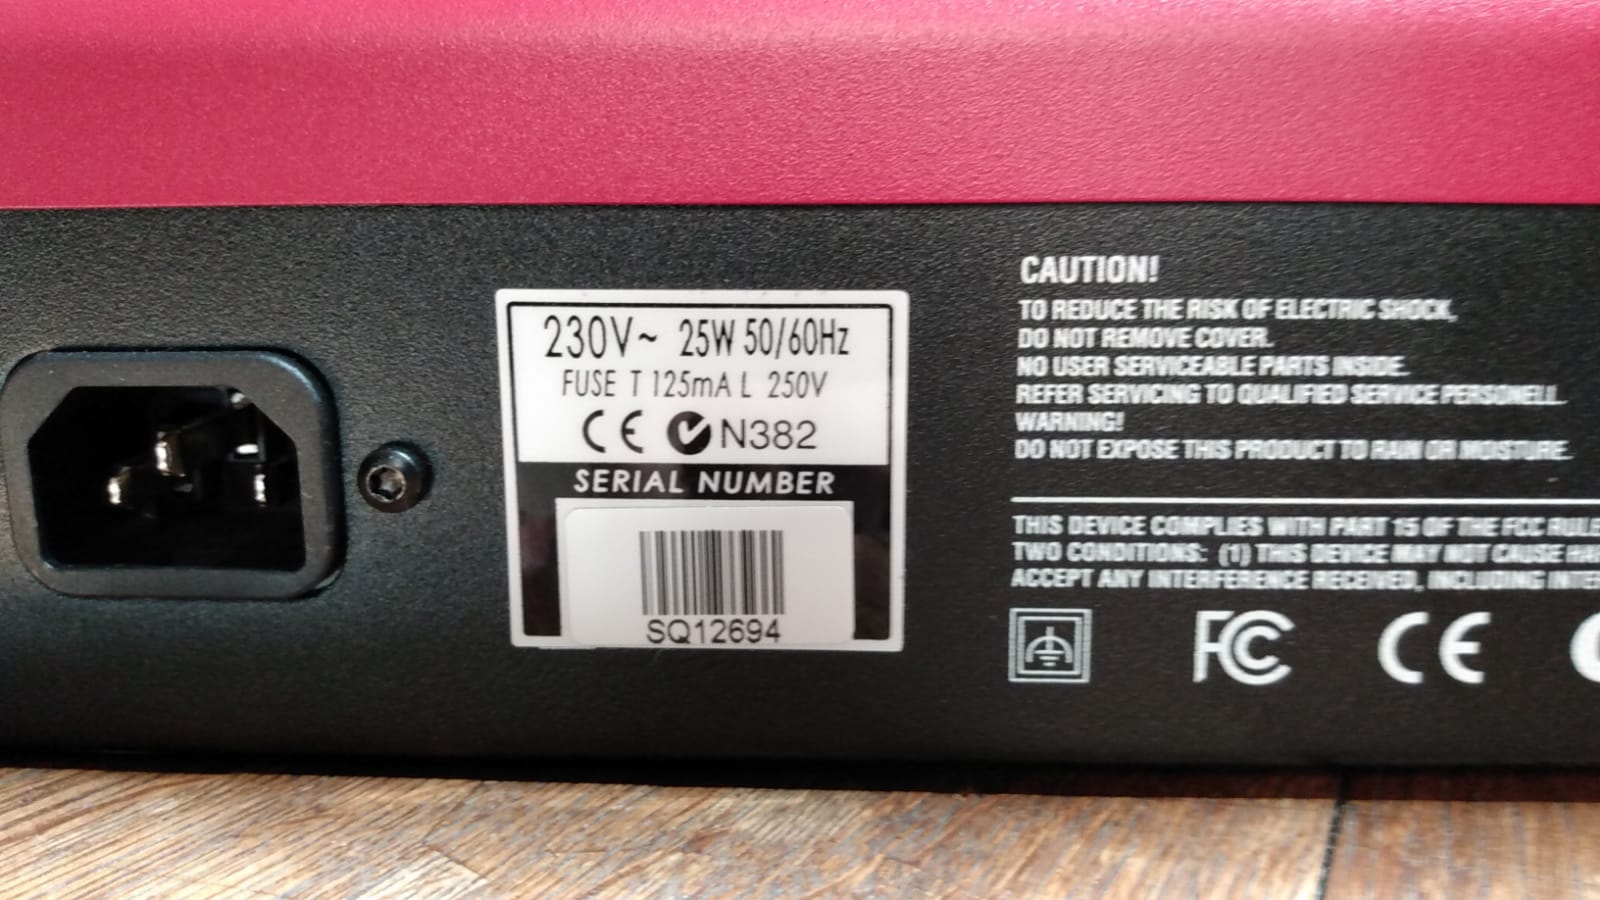 230V~ 25W 50/60Hz
FUSE T 125mA L 250V
CE N382
SERIAL NUMBER
SQ12694
CAUTION!
TO REDUCE THE RISK OF ELECTRIC SHOCK,
DO NOT REMOVE COVER.
NO USER SERVICEABLE PARTS INSIDE.
REFER SERVICING TO QUALIFIED SERVICE PERSONELL.
WARNING!
DO NOT EXPOSE THIS PRODUCT TO RAIN OR MOISTURE.
THIS DEVICE COMPLIES WITH PART 15 OF THE FCC RULE
TWO CONDITIONS: (1) THIS DEVICE MAY NOT CAUSE HA
ACCEPT ANY INTERFERENCE RECEIVED, INCLUDING INTE
FC CE